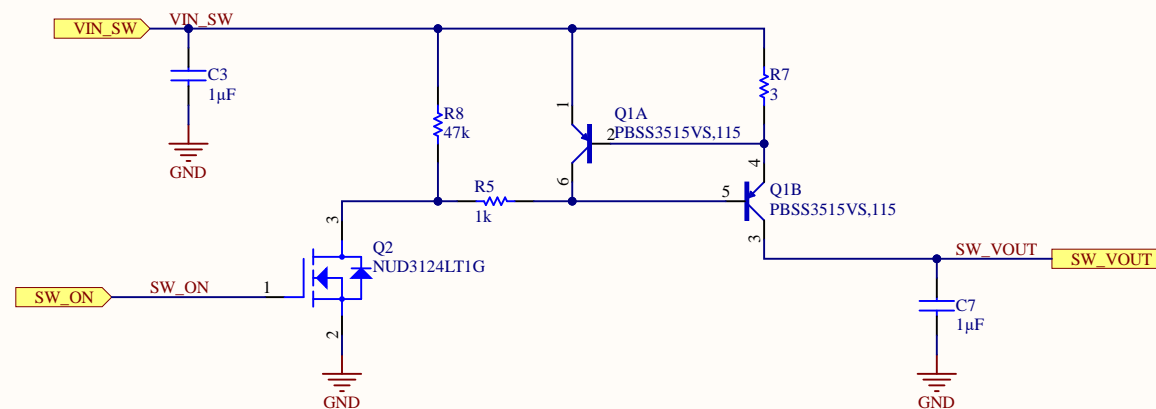 VIN_SW
VIN_SW
C3
1µF
GND
R8
47k
R5
1k
1
Q1A
PBSS3515VS,115
2
6
R7
3
4
5
Q1B
PBSS3515VS,115
3
SW_VOUT
SW_VOUT
C7
1µF
GND
3
Q2
NUD3124LT1G
SW_ON
SW_ON
1
2
GND